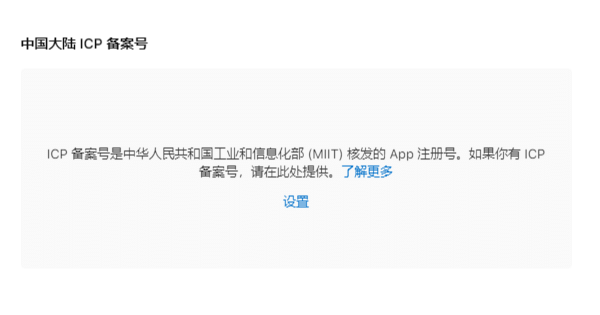 中国大陆 ICP 备案号
ICP 备案号是中华人民共和国工业和信息化部 (MIIT) 核发的 App 注册号。如果你有 ICP
备案号，请在此处提供。了解更多
设置